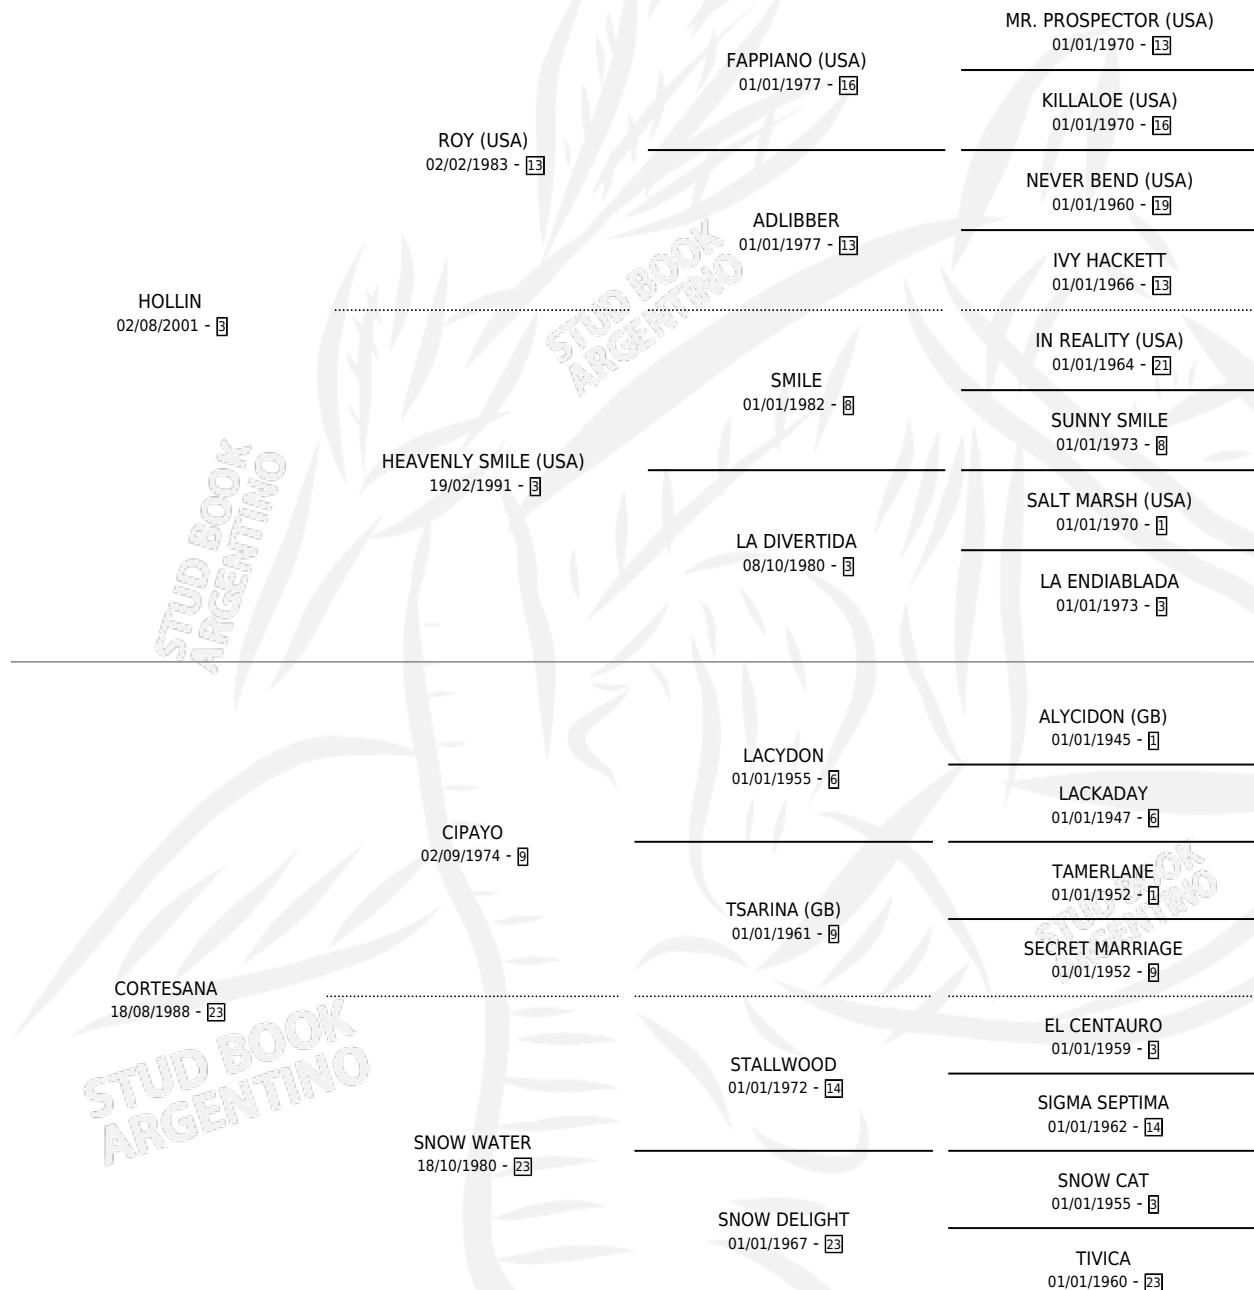 MR. PROSPECTOR (USA)
01/01/1970 - 13
FAPPIANO (USA)
01/01/1977 - 16
KILLALOE (USA)
01/01/1970 - 16
ROY (USA)
02/02/1983 - 13
NEVER BEND (USA)
01/01/1960 - 19
ADLIBBER
01/01/1977 - 13
IVY HACKETT
01/01/1966 - 13
HOLLIN
02/08/2001 - 3
IN REALITY (USA)
01/01/1964 - 21
SMILE
01/01/1982 - 8
SUNNY SMILE
01/01/1973 - 8
HEAVENLY SMILE (USA)
19/02/1991 - 3
SALT MARSH (USA)
01/01/1970 - 1
LA DIVERTIDA
08/10/1980 - 3
LA ENDIABLADA
01/01/1973 - 3
ALYCIDON (GB)
01/01/1945 - 1
LACYDON
01/01/1955 - 6
LACKADAY
01/01/1947 - 6
CIPAYO
02/09/1974 - 9
TAMERLANE
01/01/1952 - 1
TSARINA (GB)
01/01/1961 - 9
SECRET MARRIAGE
01/01/1952 - 9
CORTESANA
18/08/1988 - 23
EL CENTAURO
01/01/1959 - 3
STALLWOOD
01/01/1972 - 14
SIGMA SEPTIMA
01/01/1962 - 14
SNOW WATER
18/10/1980 - 23
SNOW CAT
01/01/1955 - 3
SNOW DELIGHT
01/01/1967 - 23
TIVICA
01/01/1960 - 23
STUD BOOK
ARGENTINO
STUD BOOK
ARGENTINO
STUD BOOK
ARGENTINO
STUD BOOK
ARGENTINO